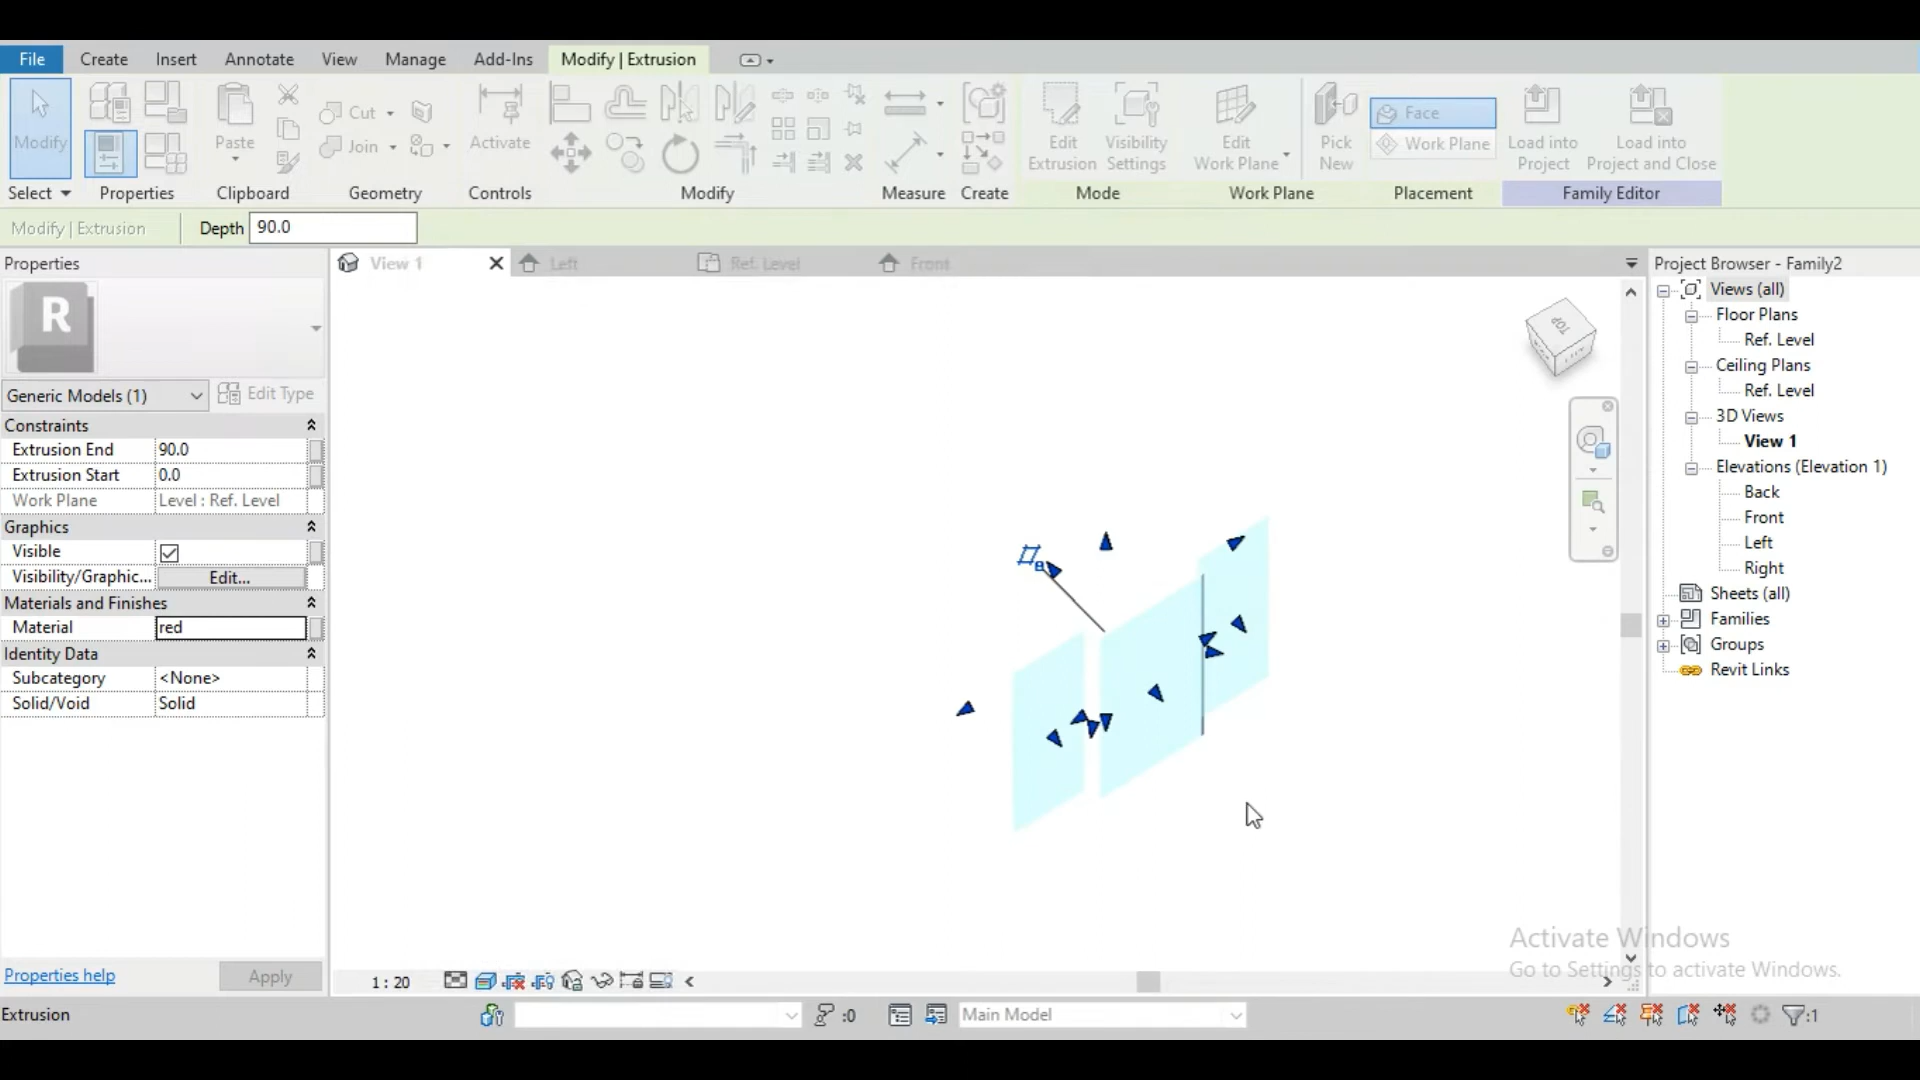 File Create Insert Annotate View Manage Add-Ins Modify | Extrusion
Modify
Paste
Cut
Join
Activate
Edit Extrusion
Visibility Settings
Edit Work Plane
Pick New
Face
Work Plane
Load into Project
Load into Project and Close
Select Properties Clipboard Geometry Controls Modify Measure Create Mode Work Plane Placement Family Editor
Modify | Extrusion Depth 90.0
Properties
View 1 Left Ref. Level Front
Project Browser - Family2
R
Generic Models (1) Edit Type
Constraints
Extrusion End 90.0
Extrusion Start 0.0
Work Plane Level : Ref. Level
Graphics
Visible
Visibility/Graphic... Edit...
Materials and Finishes
Material red
Identity Data
Subcategory <None>
Solid/Void Solid
Properties help Apply
TOP
Views (all)
Floor Plans
Ref. Level
Ceiling Plans
Ref. Level
3D Views
View 1
Elevations (Elevation 1)
Back
Front
Left
Right
Sheets (all)
Families
Groups
Revit Links
Activate Windows
Go to Settings to activate Windows.
1 : 20
Extrusion :0 Main Model :1